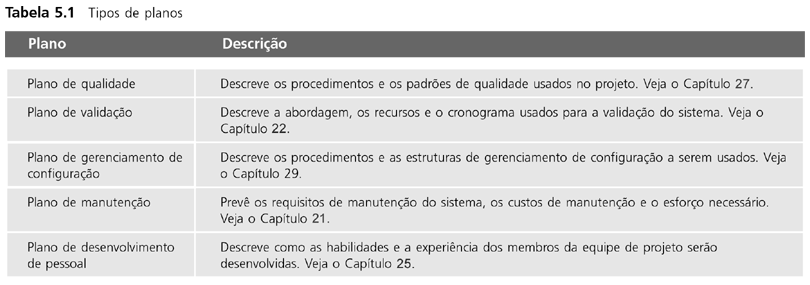 Tabela 5.1 Tipos de planos
Plano Descrição
Plano de qualidade Descreve os procedimentos e os padrões de qualidade usados no projeto. Veja o Capítulo 27.
Plano de validação Descreve a abordagem, os recursos e o cronograma usados para a validação do sistema. Veja o
Capítulo 22.
Plano de gerenciamento de Descreve os procedimentos e as estruturas de gerenciamento de configuração a serem usados. Veja
configuração o Capítulo 29.
Plano de manutenção Prevê os requisitos de manutenção do sistema, os custos de manutenção e o esforço necessário.
Veja o Capítulo 21.
Plano de desenvolvimento Descreve como as habilidades e a experiência dos membros da equipe de projeto serão
de pessoal desenvolvidas. Veja o Capítulo 25.